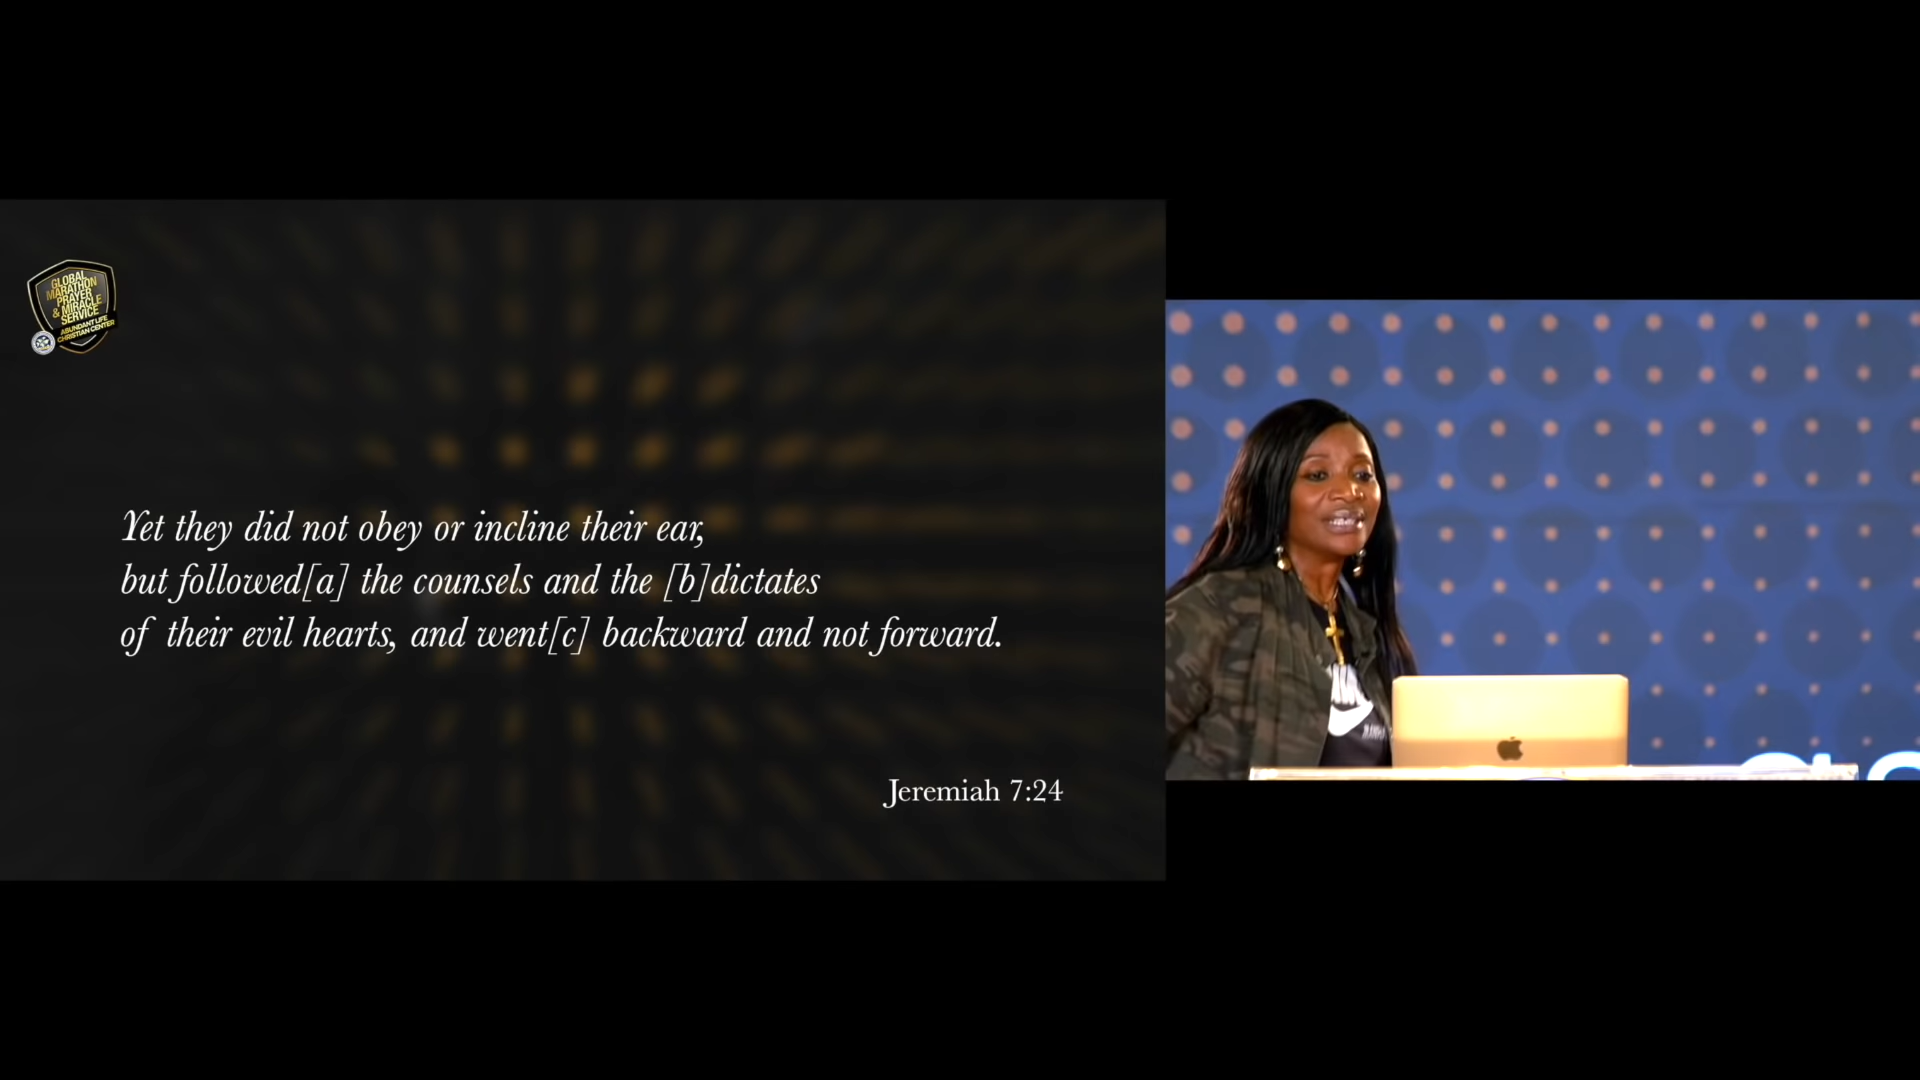 GLOBAL
MARATHON
PRAYER
& MIRACLE
SERVICE
ABUNDANT LIFE
CHRISTIAN CENTER
Yet they did not obey or incline their ear,
but followed[a] the counsels and the [b]dictates
of their evil hearts, and went[c] backward and not forward.
Jeremiah 7:24